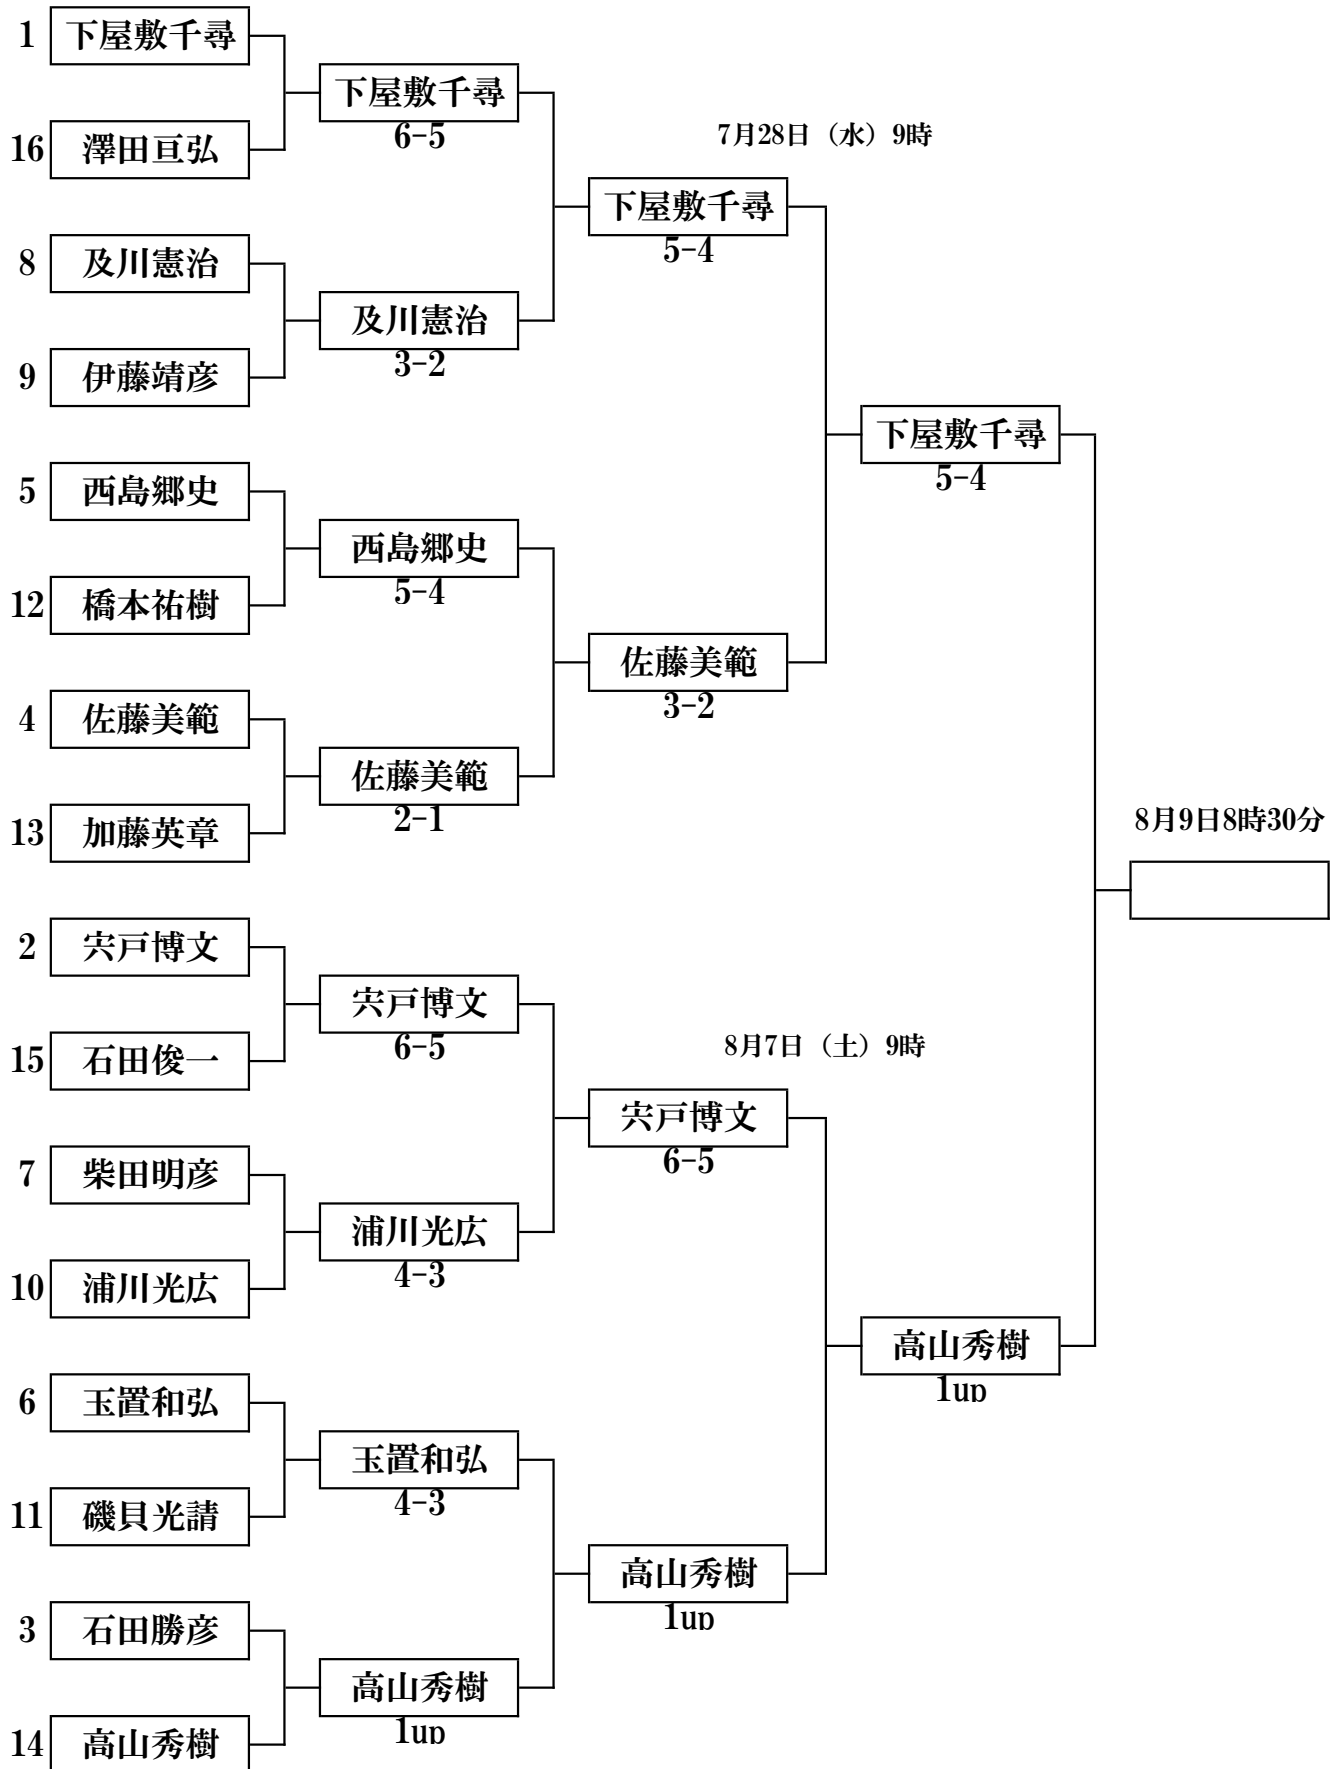 1 下屋敷千尋
下屋敷千尋
6-5
16 澤田亘弘
7月28日（水）9時
下屋敷千尋
5-4
8 及川憲治
及川憲治
3-2
9 伊藤靖彦
下屋敷千尋
5-4
5 西島郷史
西島郷史
5-4
12 橋本祐樹
佐藤美範
3-2
4 佐藤美範
佐藤美範
2-1
13 加藤英章
8月9日8時30分
2 宍戸博文
宍戸博文
6-5
15 石田俊一
8月7日（土）9時
宍戸博文
6-5
7 柴田明彦
浦川光広
4-3
10 浦川光広
高山秀樹
1up
6 玉置和弘
玉置和弘
4-3
11 磯貝光請
高山秀樹
1up
3 石田勝彦
高山秀樹
1up
14 高山秀樹